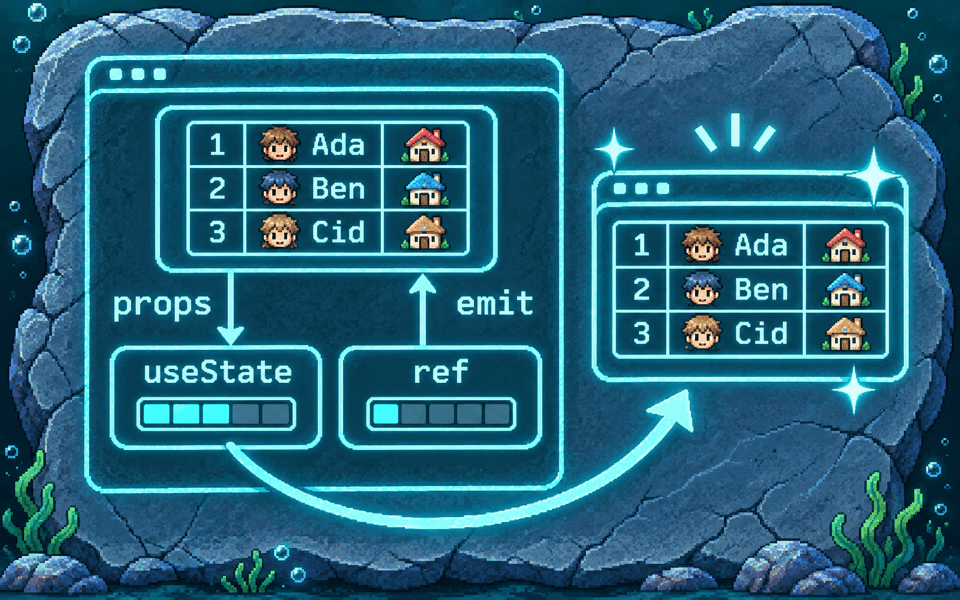 1 Ada
2 Ben
3 Cid
props
emit
useState
ref
1 Ada
2 Ben
3 Cid